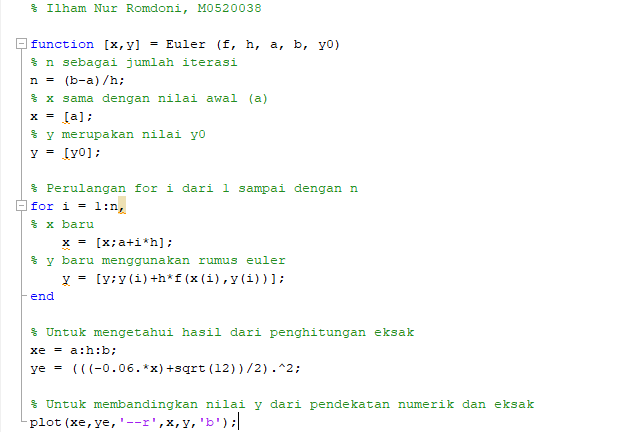 % Ilham Nur Romdoni, M0520038
function [x,y] = Euler (f, h, a, b, y0)
% n sebagai jumlah iterasi
n = (b-a)/h;
% x sama dengan nilai awal (a)
x = [a];
% y merupakan nilai y0
y = [y0];
% Perulangan for i dari 1 sampai dengan n
for i = 1:n,
% x baru
x = [x;a+i*h];
% y baru menggunakan rumus euler
y = [y;y(i)+h*f(x(i),y(i))];
end
% Untuk mengetahui hasil dari penghitungan eksak
xe = a:h:b;
ye = (((-0.06.*x)+sqrt(12))/2).^2;
% Untuk membandingkan nilai y dari pendekatan numerik dan eksak
plot(xe,ye,'--r',x,y,'b');